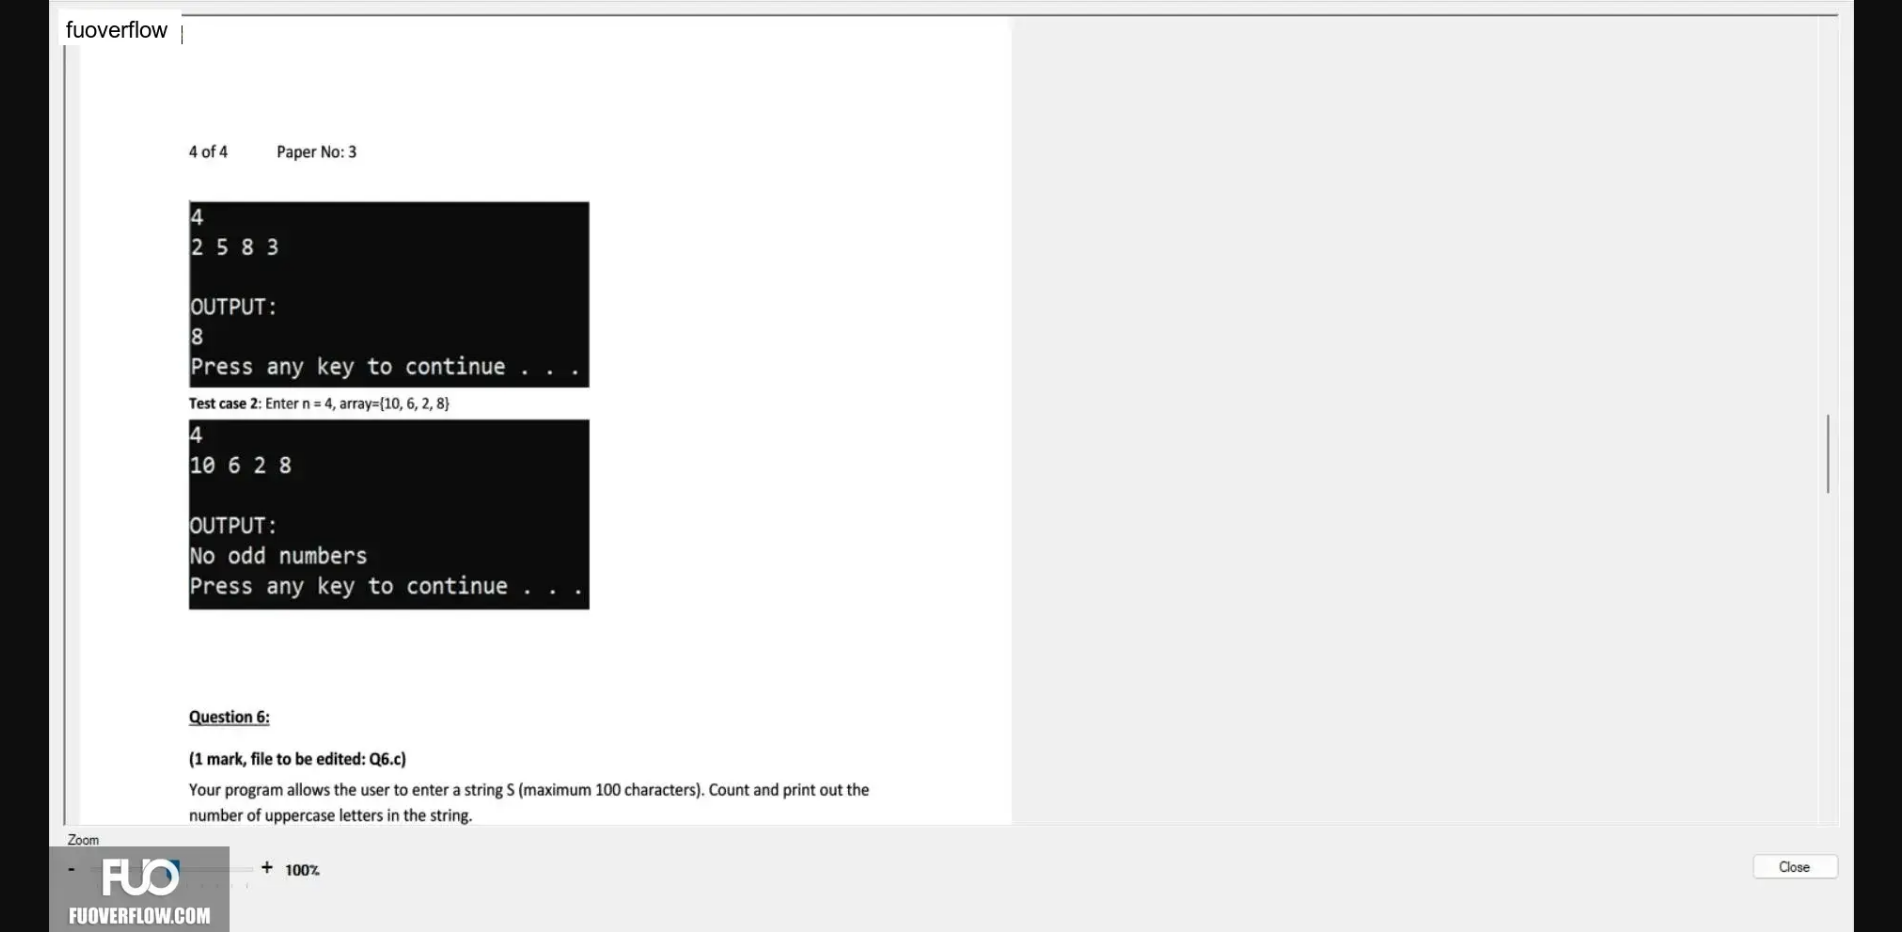 fuoverflow
4 of 4 Paper No: 3
4
2 5 8 3
OUTPUT:
8
Press any key to continue . . .
Test case 2: Enter n = 4, array={10, 6, 2, 8}
4
10 6 2 8
OUTPUT:
No odd numbers
Press any key to continue . . .
Question 6:
(1 mark, file to be edited: Q6.c)
Your program allows the user to enter a string S (maximum 100 characters). Count and print out the
number of uppercase letters in the string.
Zoom
- + 100%
Close
FUO
FUOVERFLOW.COM